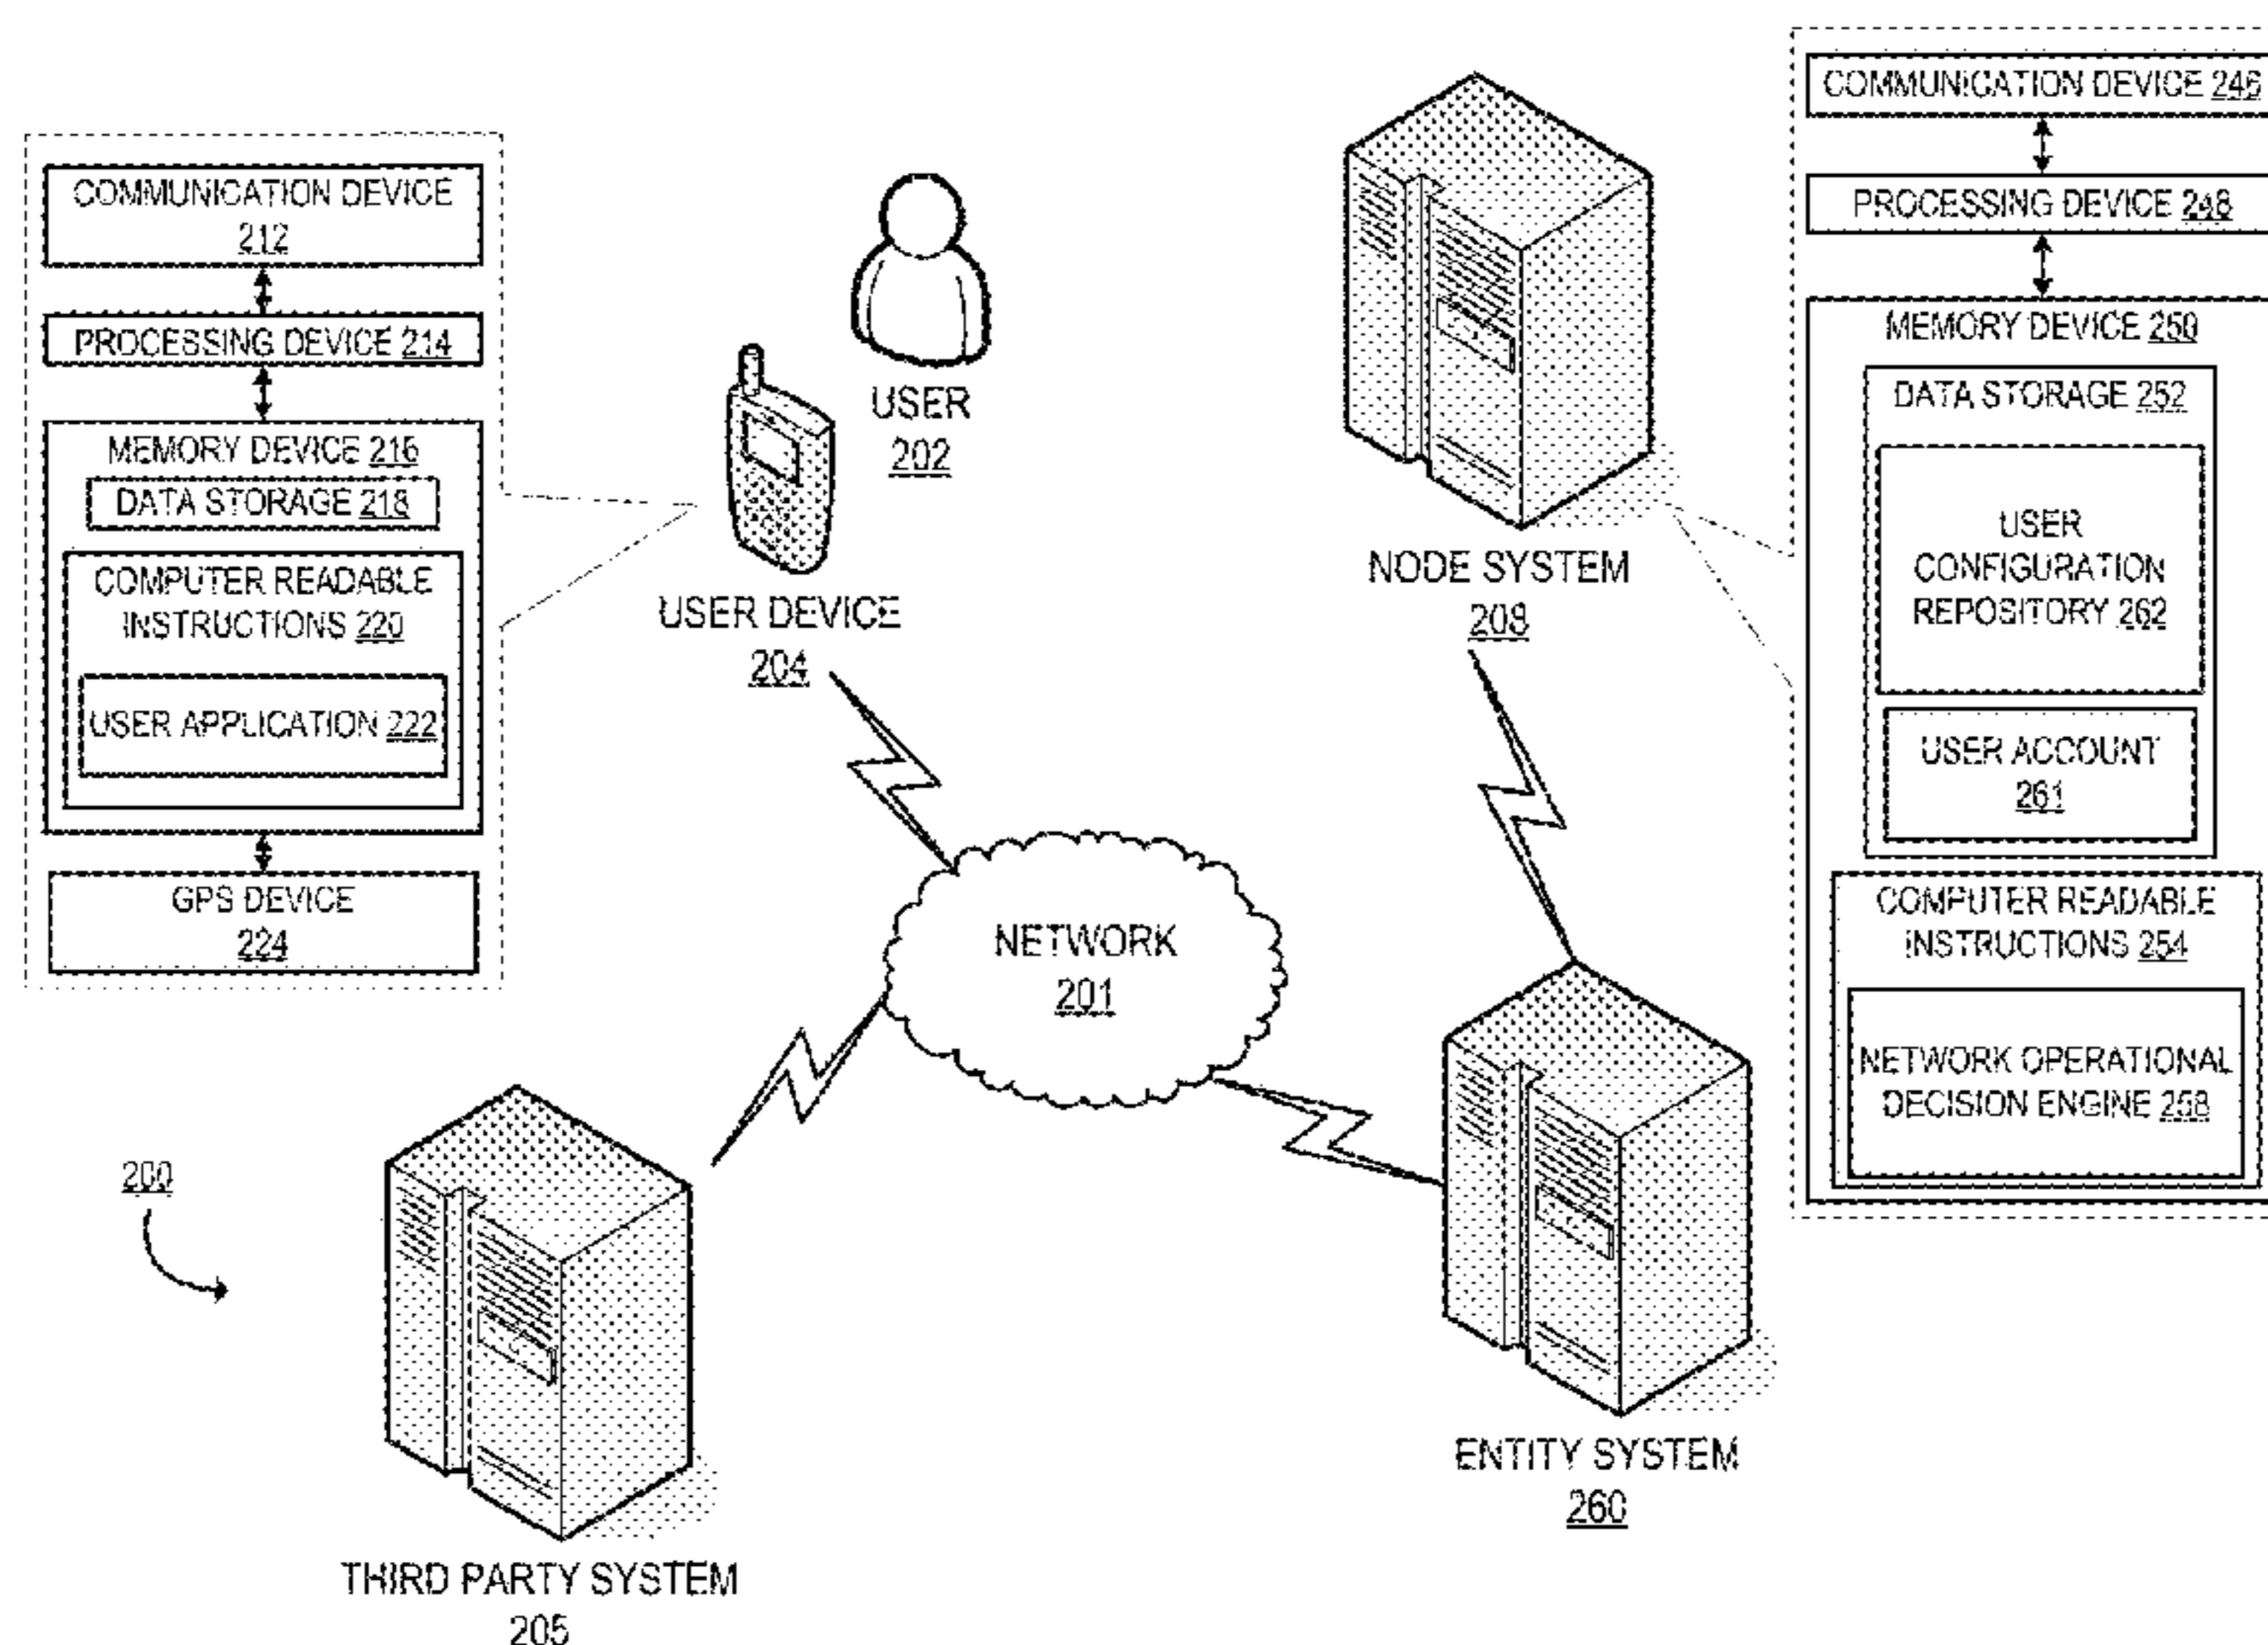 COMMUNICATION DEVICE
212
PROCESSING DEVICE 214
MEMORY DEVICE 216
DATA STORAGE 218
COMPUTER READABLE
INSTRUCTIONS 220
USER APPLICATION 222
GPS DEVICE
224
USER
202
USER DEVICE
204
NODE SYSTEM
208
COMMUNICATION DEVICE 246
PROCESSING DEVICE 248
MEMORY DEVICE 250
DATA STORAGE 252
USER
CONFIGURATION
REPOSITORY 262
USER ACCOUNT
261
COMPUTER READABLE
INSTRUCTIONS 254
NETWORK OPERATIONAL
DECISION ENGINE 258
NETWORK
201
200
THIRD PARTY SYSTEM
205
ENTITY SYSTEM
260